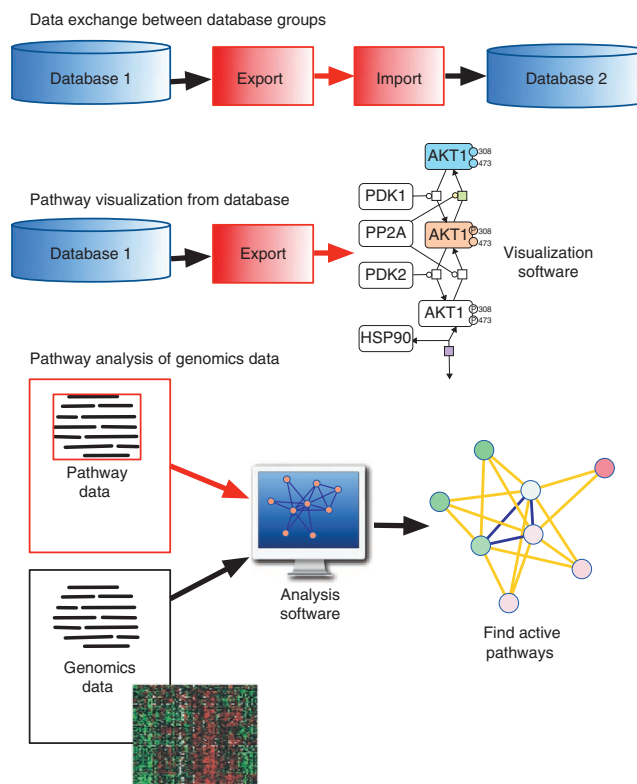 Data exchange between database groups
Database 1
Export
Import
Database 2
AKT1
308
473
Pathway visualization from database
PDK1
PP2A
AKT1
P 308
473
Database 1
Export
PDK2
Visualization
software
AKT1
P 308
P 473
HSP90
Pathway analysis of genomics data
Pathway
data
Analysis
software
Genomics
data
Find active
pathways